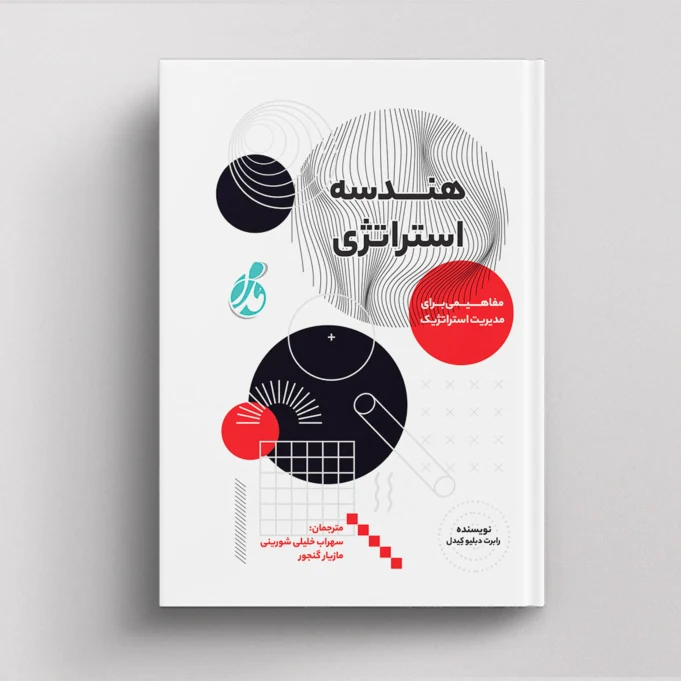 هندسه
استراتژی
مفاهیمی برای
مدیریت استراتژیک
نویسنده
رابرت دبلیو کیدل
مترجمان:
سهراب خلیلی شورینی
مازیار گنجور